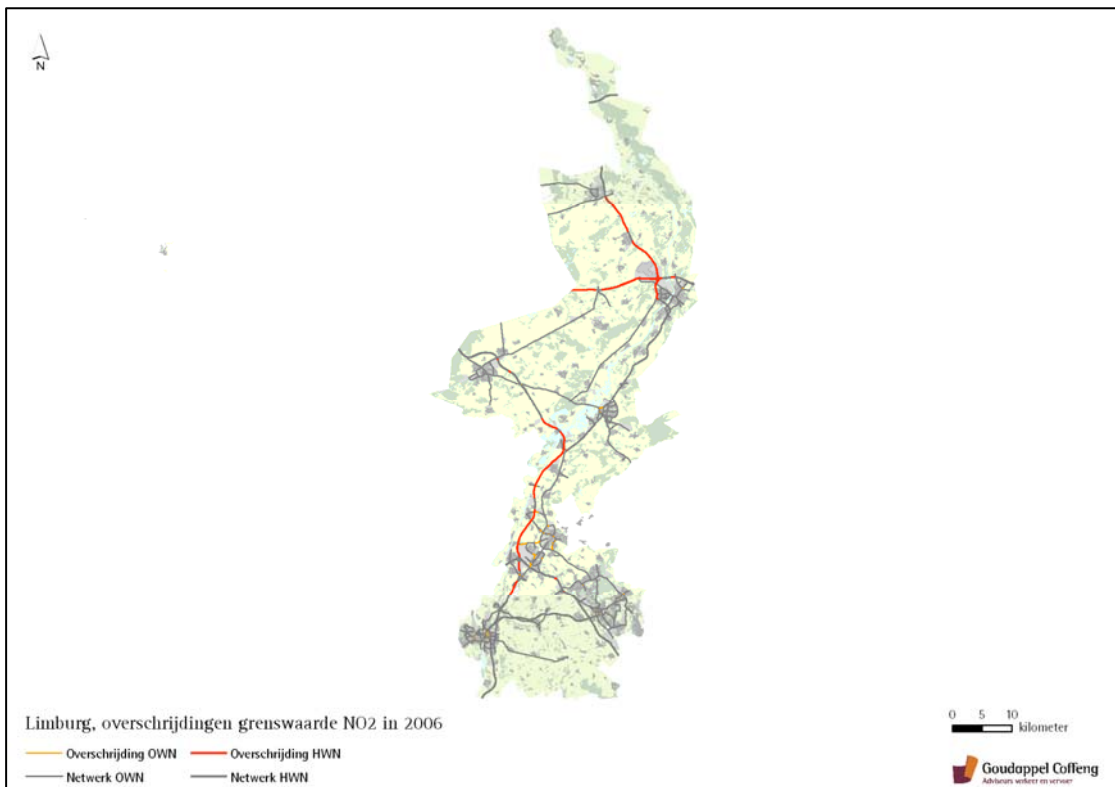 N
Limburg, overschrijdingen grenswaarde NO2 in 2006
Overschrijding OWN
Overschrijding HWN
Netwerk OWN
Netwerk HWN
0 5 10
kilometer
Goudappel Coffeng
Adviseurs verkeer en vervoer